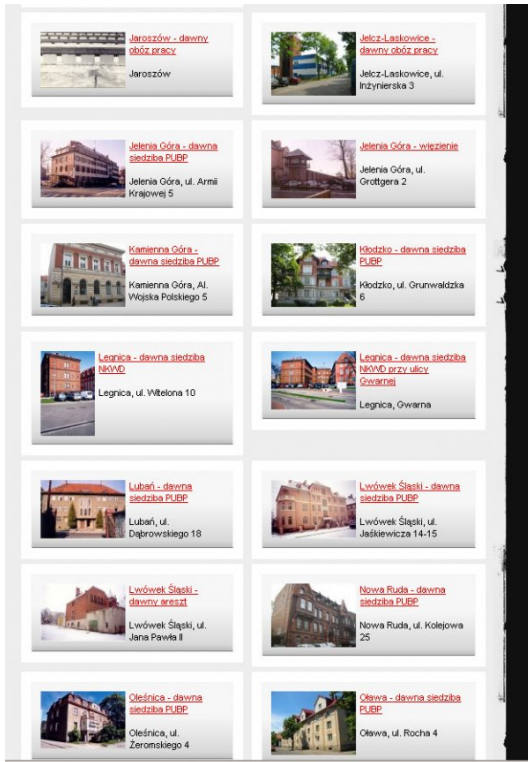 Jaroszów - dawny
obóz pracy
Jaroszów
Jelcz-Laskowice -
dawny obóz pracy
Jelcz-Laskowice, ul.
Inżynierska 3
Jelenia Góra - dawna
siedziba PUBP
Jelenia Góra, ul. Armii
Krajowej 5
Jelenia Góra - więzienie
Jelenia Góra, ul.
Grottgera 2
Kamienna Góra -
dawna siedziba PUBP
Kamienna Góra, Al.
Wojska Polskiego 5
Kłodzko - dawna siedziba
PUBP
Kłodzko, ul. Grunwaldzka
6
Legnica - dawna siedziba
NKWD
Legnica, ul. Witelona 10
Legnica - dawna siedziba
NKWD przy ulicy
Gwarnej
Legnica, Gwarna
Lubań - dawna
siedziba PUBP
Lubań, ul.
Dąbrowskiego 18
Lwówek Śląski - dawna
siedziba PUBP
Lwówek Śląski, ul.
Jaśkiewicza 14-15
Lwówek Śląski -
dawny areszt
Lwówek Śląski, ul.
Jana Pawła II
Nowa Ruda - dawna
siedziba PUBP
Nowa Ruda, ul. Kolejowa
25
Oleśnica - dawna
siedziba PUBP
Oleśnica, ul.
Żeromskiego 4
Oława - dawna siedziba
PUBP
Oława, ul. Rocha 4